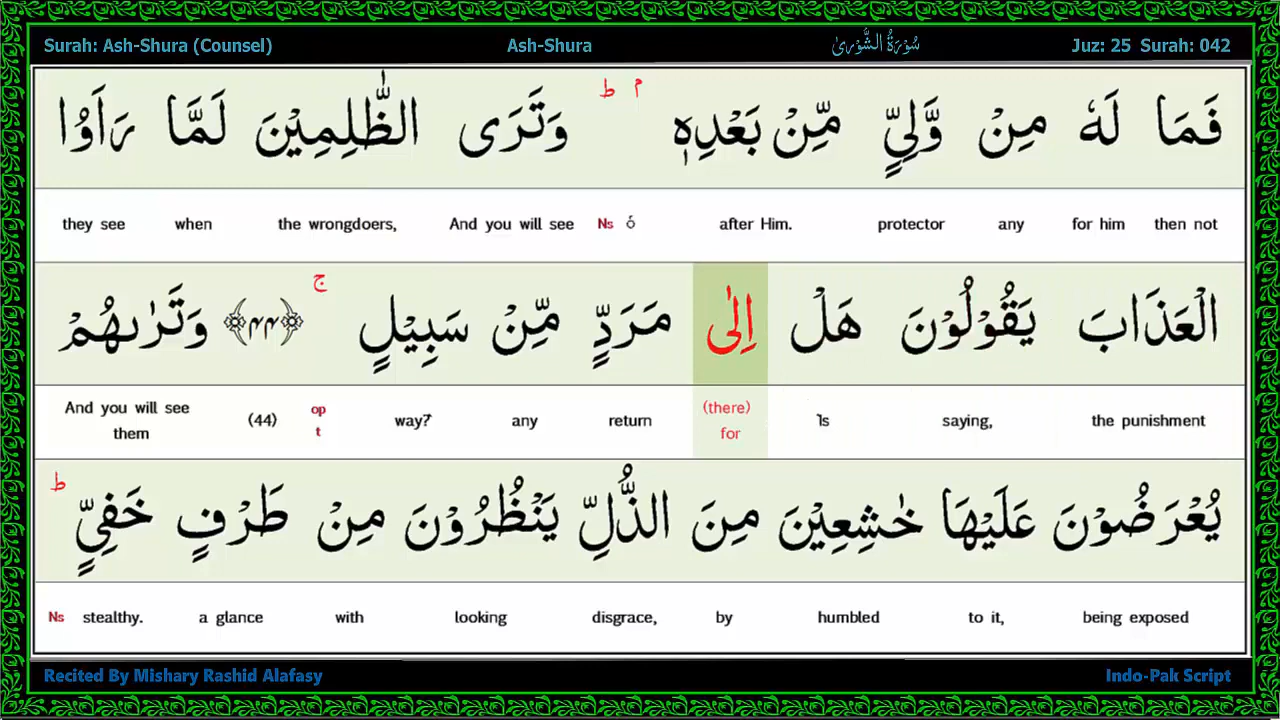 Surah: Ash-Shura (Counsel) Ash-Shura سُوْرَةُ الشُّوْرىٰ Juz: 25 Surah: 042
فَمَا لَهٗ مِنْ وَّلِيٍّ مِّنْ بَعْدِهٖ ؕ م وَتَرَى الظّٰلِمِيْنَ لَمَّا رَاَوُا
they see when the wrongdoers, And you will see Ns after Him. protector any for him then not
الْعَذَابَ يَقُوْلُوْنَ هَلْ اِلٰى مَرَدٍّ مِّنْ سَبِيْلٍ ۚ ﴿۴۴﴾ وَتَرٰىهُمْ
And you will see them (44) opt way? any return (there) for Is saying, the punishment
يُعْرَضُوْنَ عَلَيْهَا خٰشِعِيْنَ مِنَ الذُّلِّ يَنْظُرُوْنَ مِنْ طَرْفٍ خَفِيٍّ ؕ
Ns stealthy. a glance with looking disgrace, by humbled to it, being exposed
Recited By Mishary Rashid Alafasy Indo-Pak Script